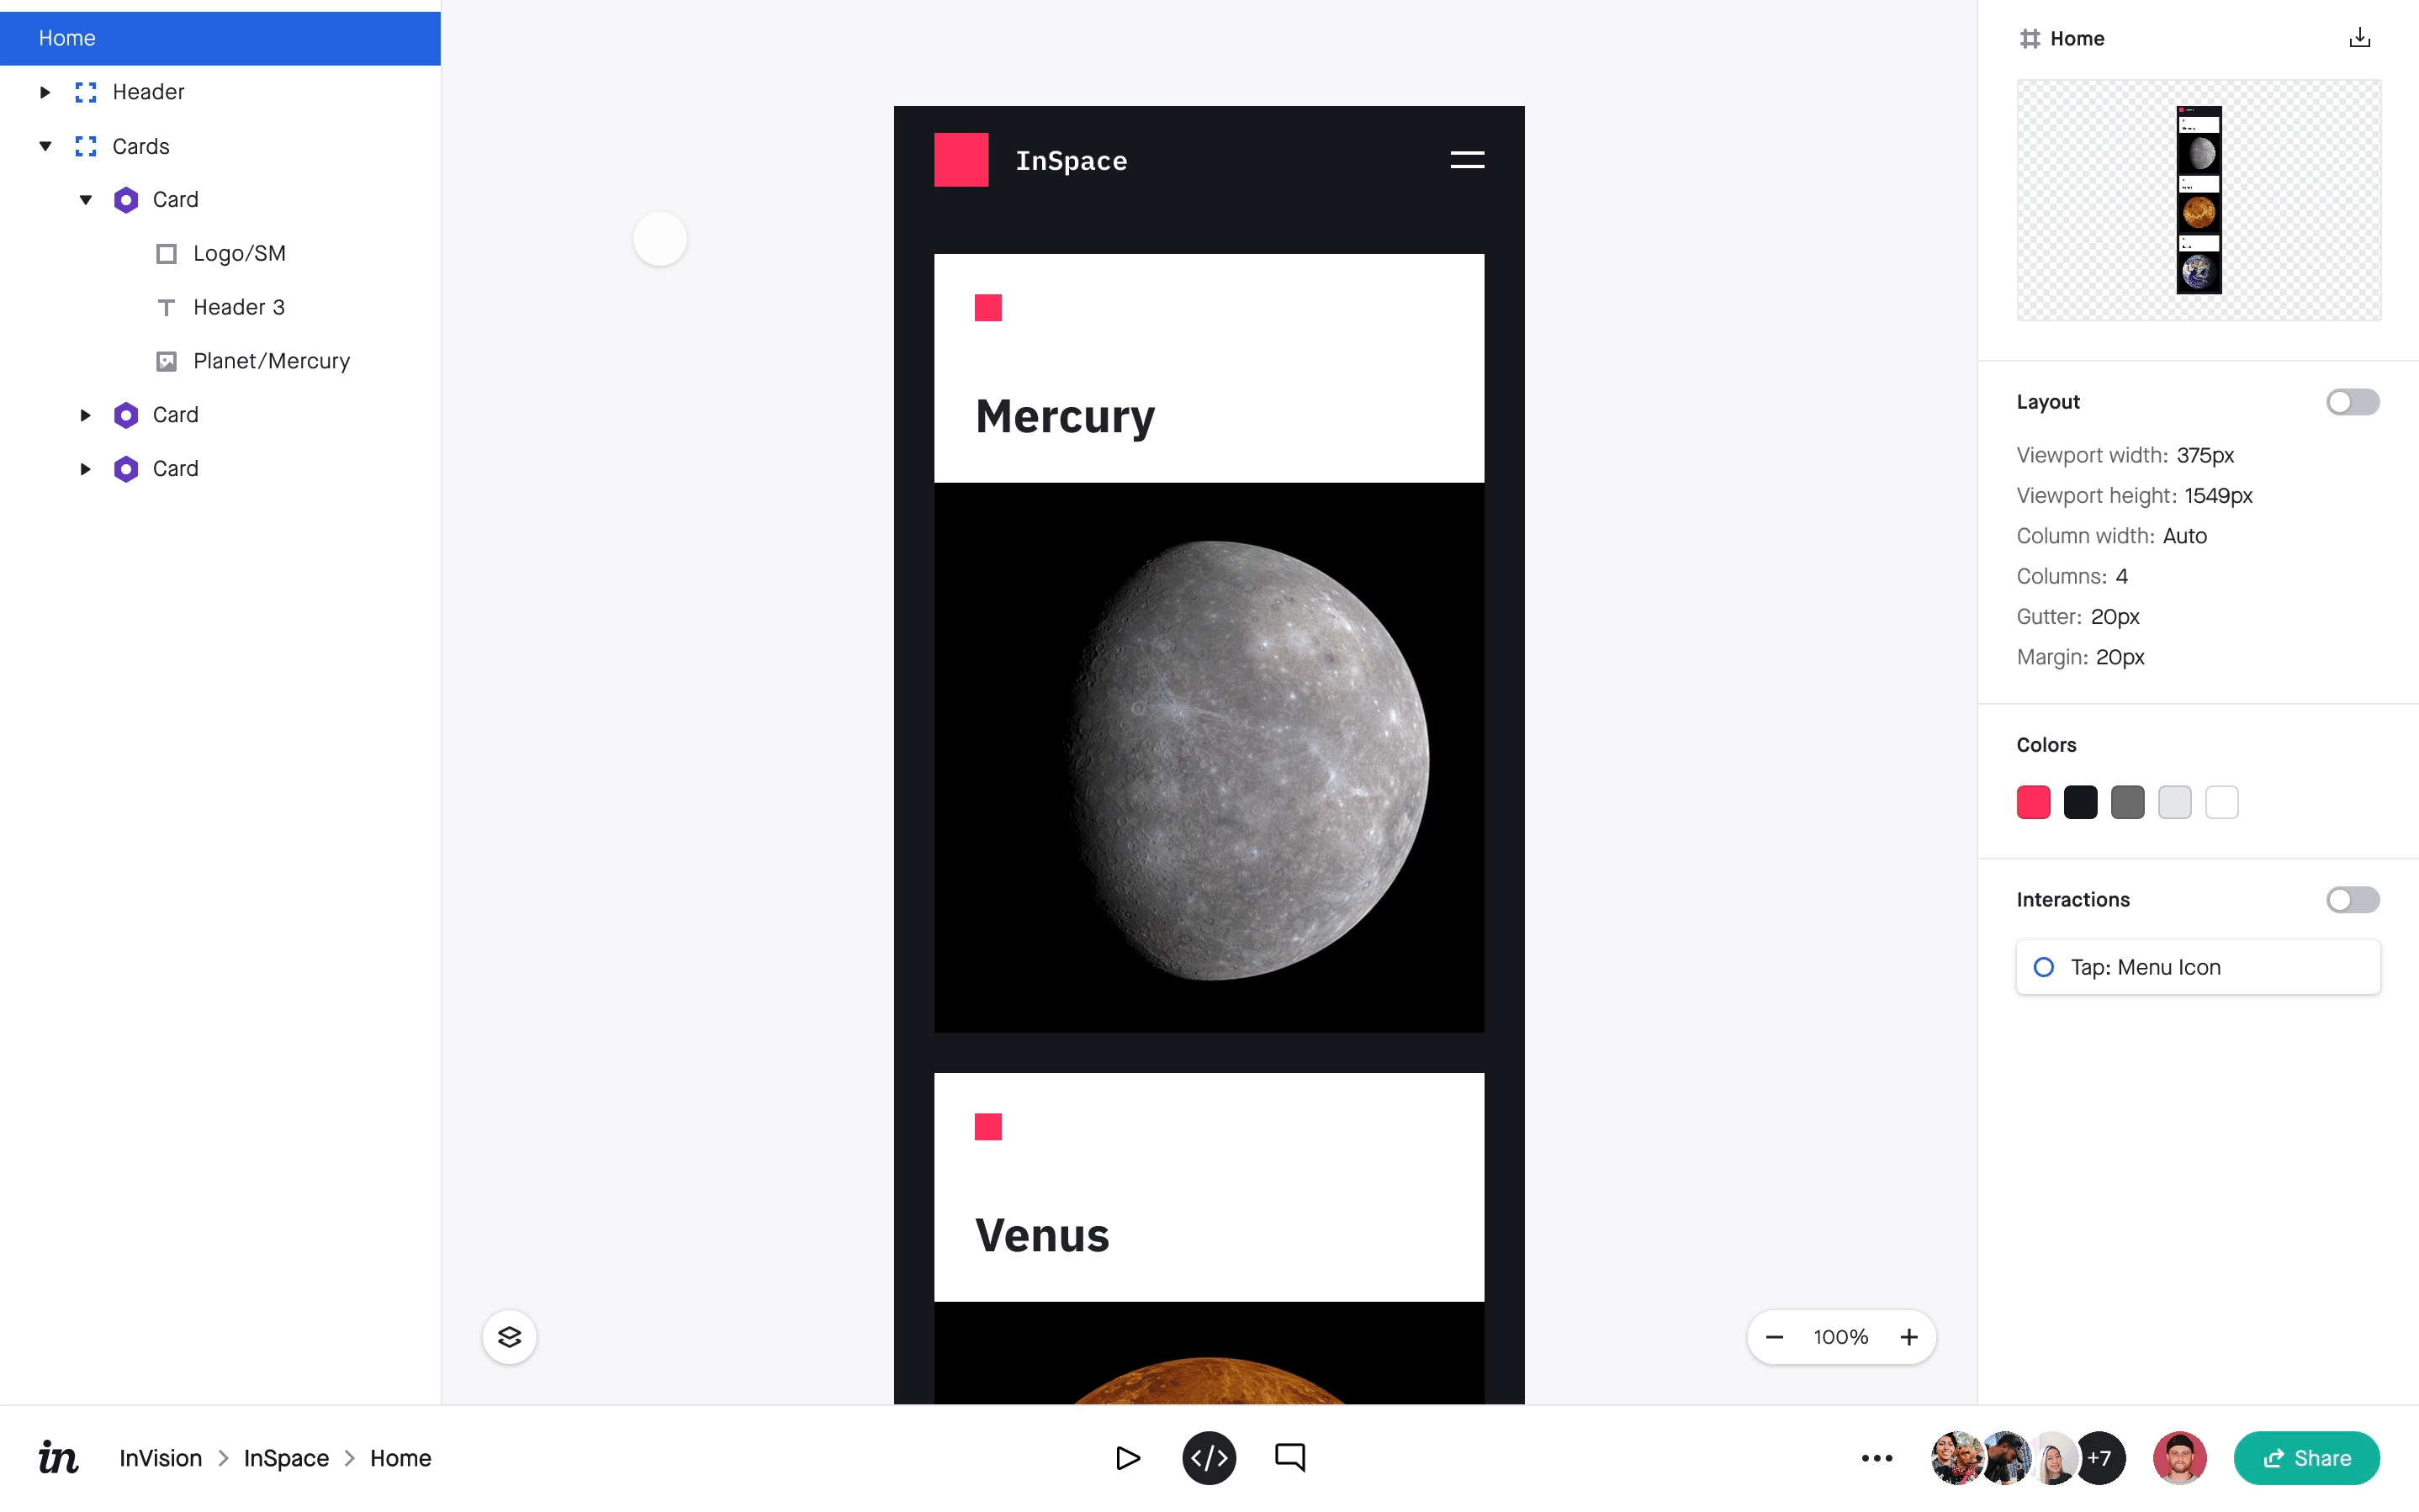 Home
Header
Cards
Card
Logo/SM
Header 3
Planet/Mercury
Card
Card
InSpace
Mercury
Venus
100%
Home
Layout
Viewport width: 375px
Viewport height: 1549px
Column width: Auto
Columns: 4
Gutter: 20px
Margin: 20px
Colors
Interactions
Tap: Menu Icon
in InVision > InSpace > Home
+7
Share